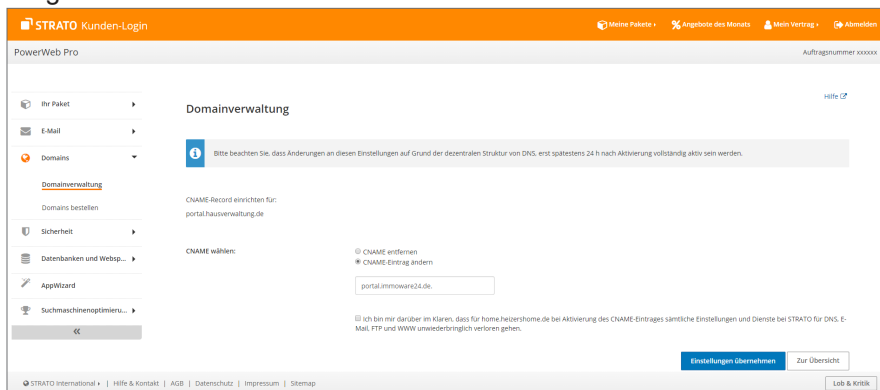 STRATO Kunden-Login
Meine Pakete
Angebote des Monats
Mein Vertrag
Abmelden
PowerWeb Pro
Auftragsnummer xxxxxx
Hilfe
Ihr Paket
E-Mail
Domains
Domainverwaltung
Domains bestellen
Sicherheit
Datenbanken und Websp...
AppWizard
Suchmaschinenoptimieru...
«
Domainverwaltung
Bitte beachten Sie, dass Änderungen an diesen Einstellungen auf Grund der dezentralen Struktur von DNS, erst spätestens 24 h nach Aktivierung vollständig aktiv sein werden.
CNAME-Record einrichten für:
portal.hausverwaltung.de
CNAME wählen:
CNAME entfernen
CNAME-Eintrag ändern
portal.immoware24.de.
Ich bin mir darüber im Klaren, dass für home.heizershome.de bei Aktivierung des CNAME-Eintrages sämtliche Einstellungen und Dienste bei STRATO für DNS, E-
Mail, FTP und WWW unwiederbringlich verloren gehen.
Einstellungen übernehmen
Zur Übersicht
STRATO International | Hilfe & Kontakt | AGB | Datenschutz | Impressum | Sitemap
Lob & Kritik